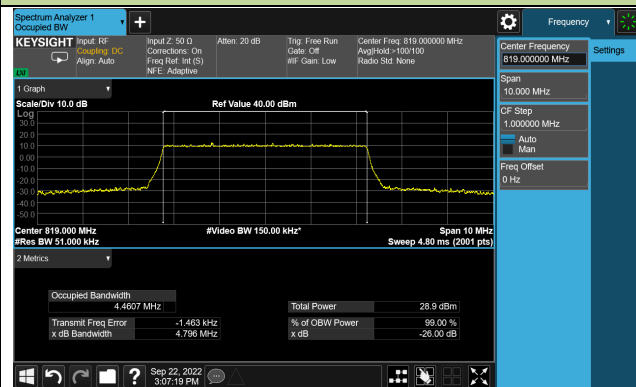 Spectrum Analyzer 1
Occupied BW
Frequency
KEYSIGHT
Input: RF
Coupling: DC
Align: Auto
Input Z: 50 Ω
Corrections: On
Freq Ref: Int (S)
NFE: Adaptive
Atten: 20 dB
Trig: Free Run
Gate: Off
#IF Gain: Low
Center Freq: 819.000000 MHz
Avg|Hold:>100/100
Radio Std: None
LXI
Center Frequency
819.000000 MHz
Settings
Span
10.000 MHz
CF Step
1.000000 MHz
Auto
Man
Freq Offset
0 Hz
1 Graph
Scale/Div 10.0 dB
Ref Value 40.00 dBm
Log
30.0
20.0
10.0
0.00
-10.0
-20.0
-30.0
-40.0
-50.0
Center 819.000 MHz
#Video BW 150.00 kHz*
Span 10 MHz
#Res BW 51.000 kHz
Sweep 4.80 ms (2001 pts)
2 Metrics
Occupied Bandwidth
4.4607 MHz
Total Power
28.9 dBm
Transmit Freq Error
-1.463 kHz
% of OBW Power
99.00 %
x dB Bandwidth
4.796 MHz
x dB
-26.00 dB
?
Sep 22, 2022
3:07:19 PM